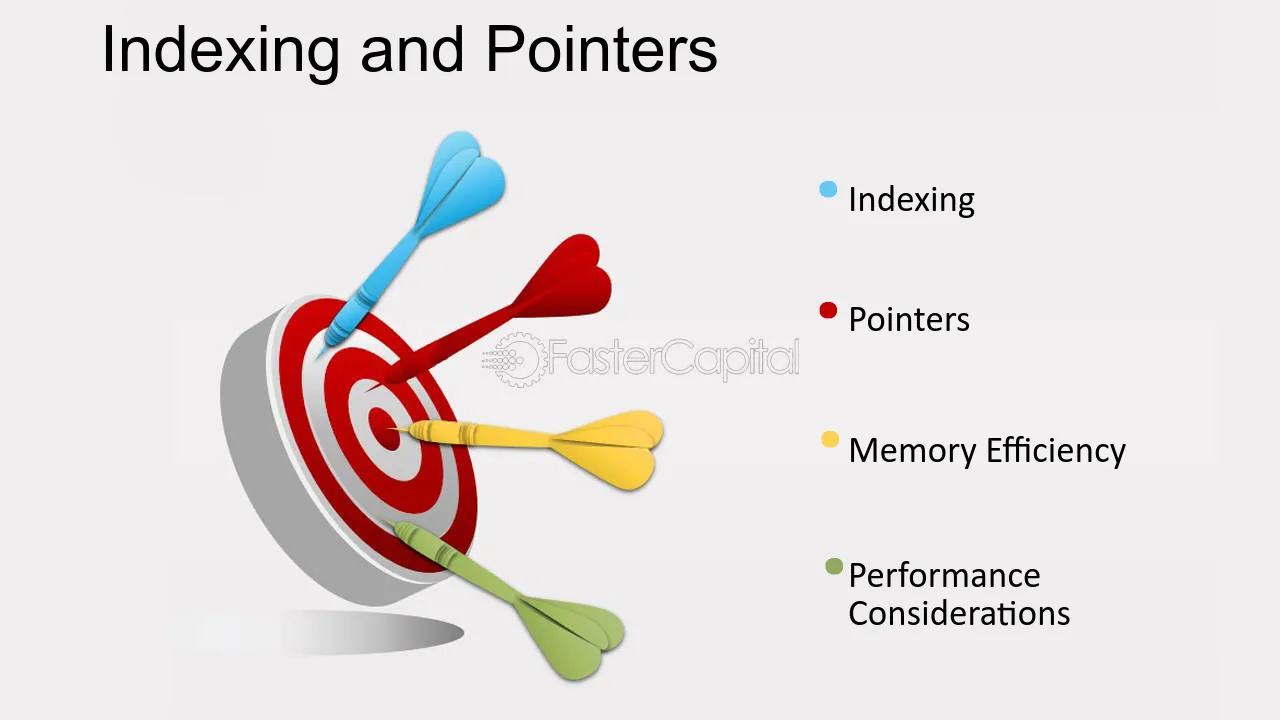 Indexing and Pointers
Indexing
Pointers
FasterCapital
Memory Efficiency
Performance
Considerations